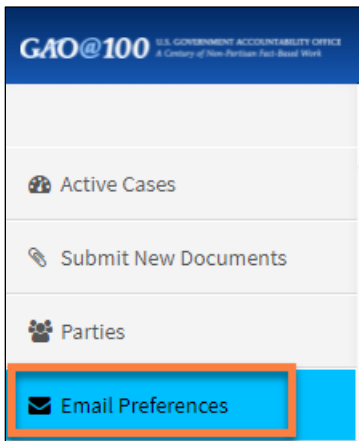 GAO@100 U.S. GOVERNMENT ACCOUNTABILITY OFFICE
A Century of Non-Partisan Fact-Based Work
Active Cases
Submit New Documents
Parties
Email Preferences